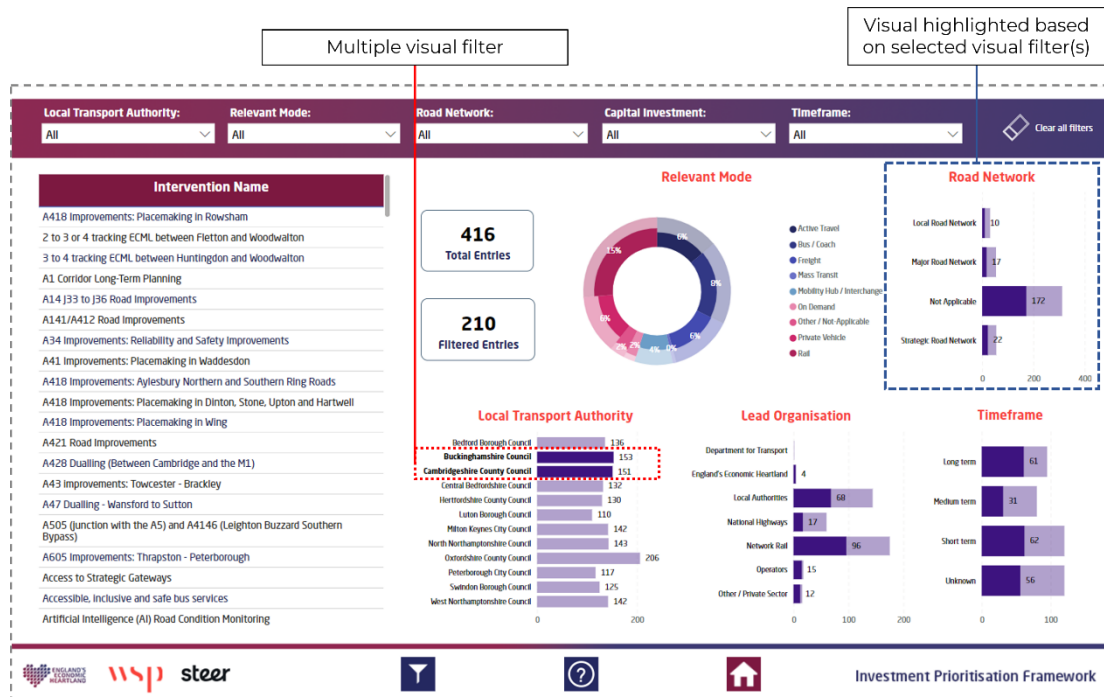 Multiple visual filter
Visual highlighted based
on selected visual filter(s)
Local Transport Authority:
Relevant Mode:
Road Network:
Capital Investment:
Timeframe:
All
All
All
All
All
Clear all filters
Intervention Name
A418 Improvements: Placemaking in Rowsham
2 to 3 or 4 tracking ECML between Fletton and Woodwalton
3 to 4 tracking ECML between Huntingdon and Woodwalton
A1 Corridor Long-Term Planning
A14 J33 to J36 Road Improvements
A141/A412 Road Improvements
A34 Improvements: Reliability and Safety Improvements
A41 Improvements: Placemaking in Waddesdon
A418 Improvements: Aylesbury Northern and Southern Ring Roads
A418 Improvements: Placemaking in Dinton, Stone, Upton and Hartwell
A418 Improvements: Placemaking in Wing
A421 Road Improvements
A428 Dualling (Between Cambridge and the M1)
A43 Improvements: Towcester - Brackley
A47 Dualling - Wansford to Sutton
A505 (Junction with the A5) and A4146 (Leighton Buzzard Southern
Bypass)
A605 Improvements: Thrapston - Peterborough
Access to Strategic Gateways
Accessible, inclusive and safe bus services
Artificial Intelligence (AI) Road Condition Monitoring
416
Total Entries
210
Filtered Entries
Relevant Mode
6%
8%
6%
0%
4%
2%
2%
6%
15%
Active Travel
Bus / Coach
Freight
Mass Transit
Mobility Hub / Interchange
On Demand
Other / Not-Applicable
Private Vehicle
Rail
Road Network
Local Road Network 10
Major Road Network 17
Not Applicable 172
Strategic Road Network 22
0 200 400
Local Transport Authority
Bedford Borough Council 136
Buckinghamshire Council 153
Cambridgeshire County Council 151
Central Bedfordshire Council 132
Hertfordshire County Council 130
Luton Borough Council 110
Milton Keynes City Council 142
North Northamptonshire Council 143
Oxfordshire County Council 206
Peterborough City Council 117
Swindon Borough Council 125
West Northamptonshire Council 142
0 200
Lead Organisation
Department for Transport
England's Economic Heartland 4
Local Authorities 68
National Highways 17
Network Rail 96
Operators 15
Other / Private Sector 12
0 100 200
Timeframe
Long term 61
Medium term 31
Short term 62
Unknown 56
0 100
ENGLAND'S
ECONOMIC
HEARTLAND
wsp
steer
?
Investment Prioritisation Framework